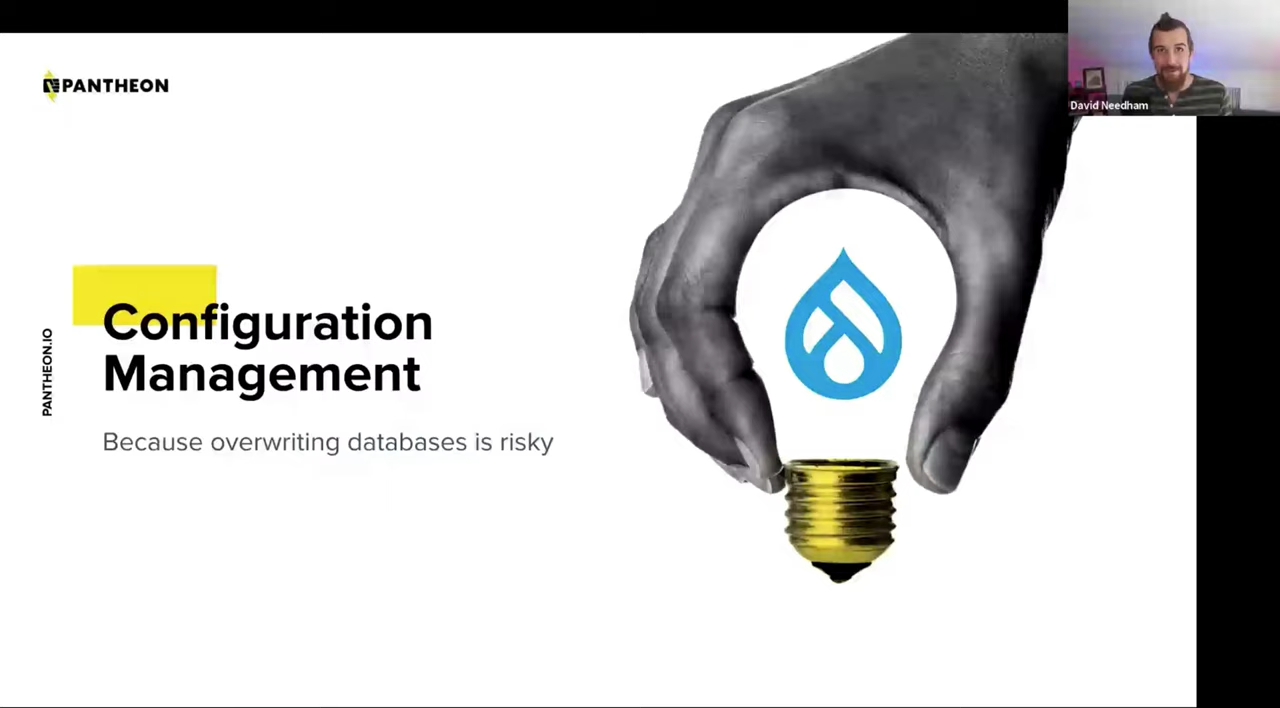 PANTHEON
David Needham
PANTHEON.IO
Configuration
Management
Because overwriting databases is risky